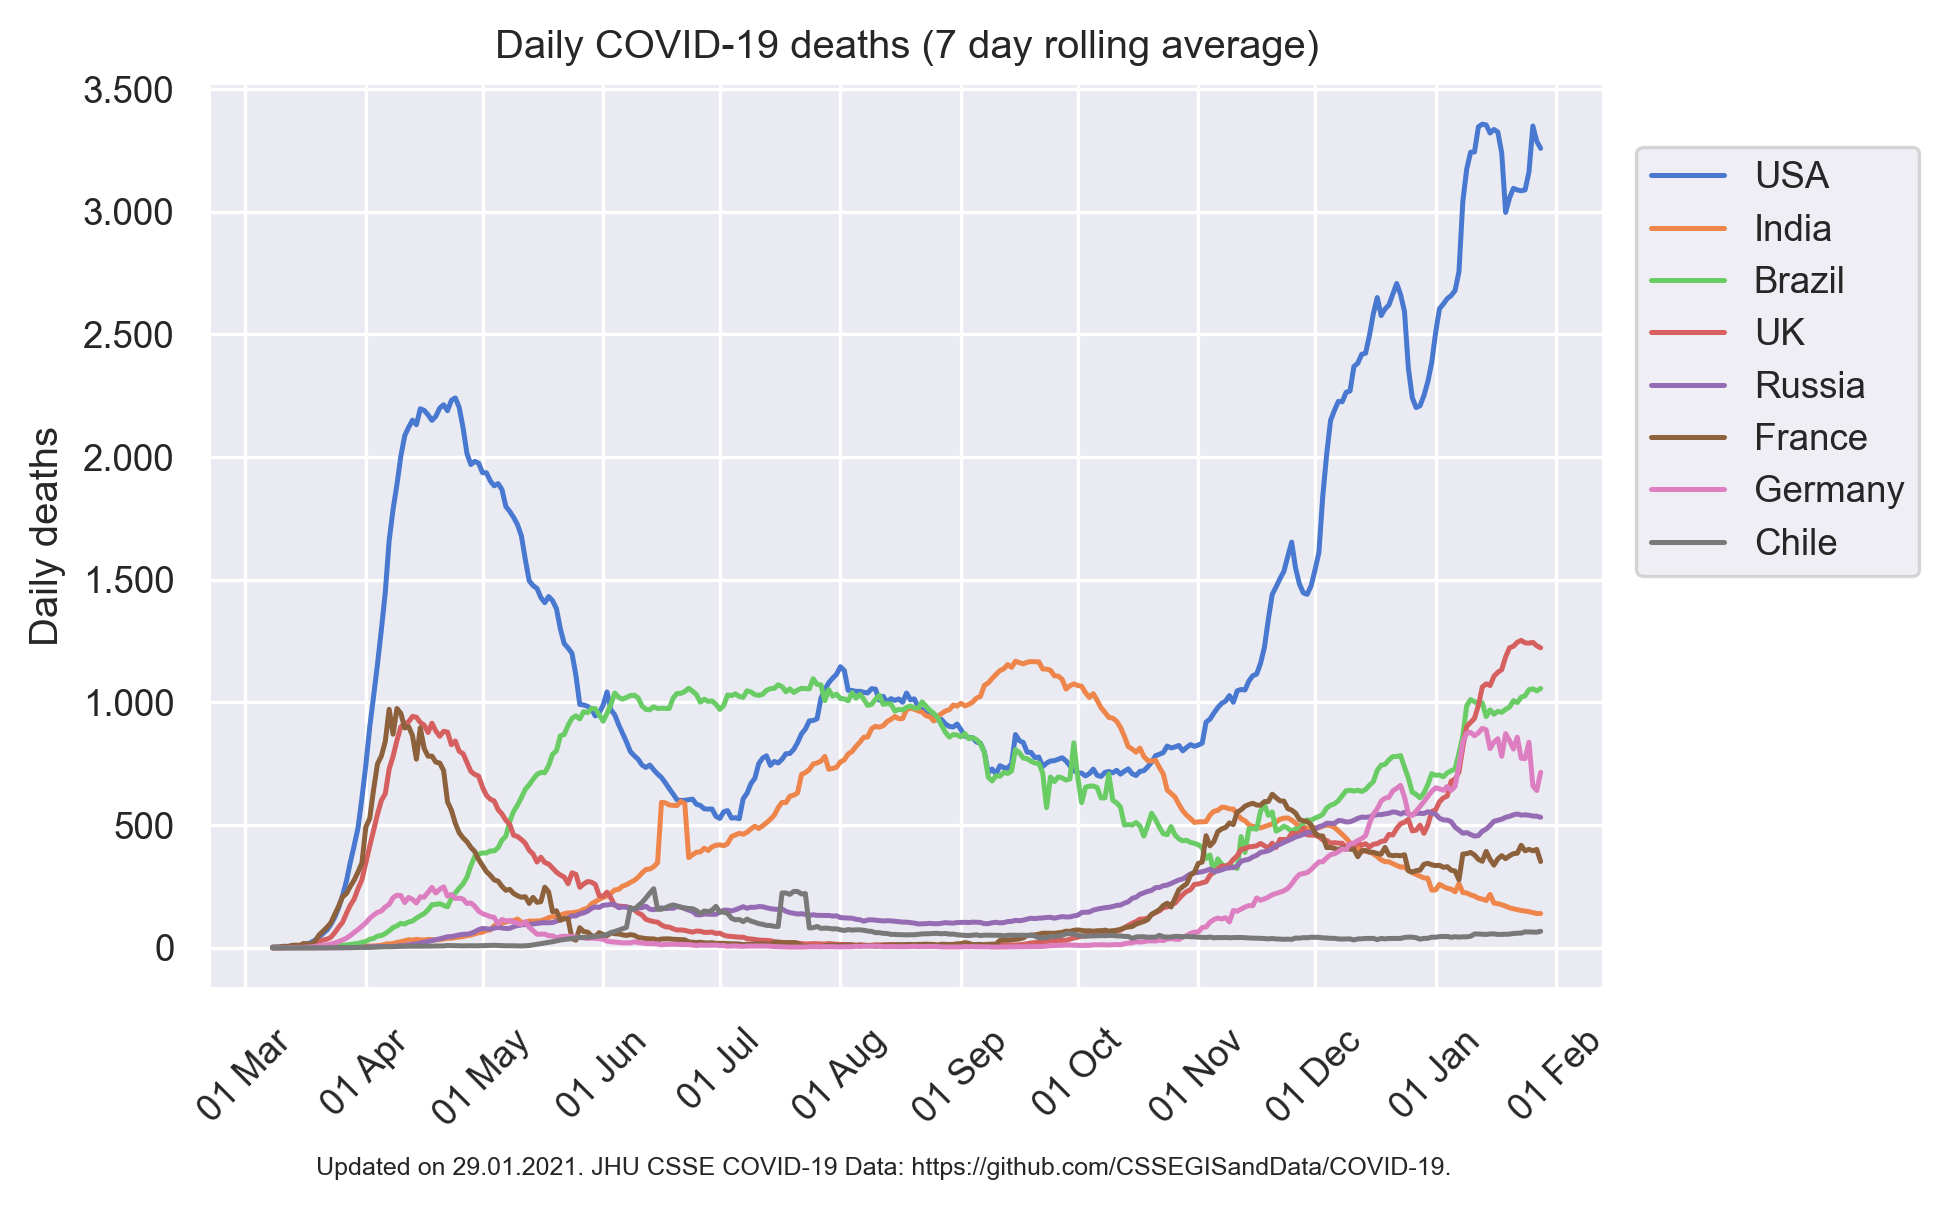 Daily COVID-19 deaths (7 day rolling average)
3.500
3.000
2.500
2.000
1.500
1.000
500
0
Daily deaths
USA
India
Brazil
UK
Russia
France
Germany
Chile
01 Mar
01 Apr
01 May
01 Jun
01 Jul
01 Aug
01 Sep
01 Oct
01 Nov
01 Dec
01 Jan
01 Feb
Updated on 29.01.2021. JHU CSSE COVID-19 Data: https://github.com/CSSEGISandData/COVID-19.